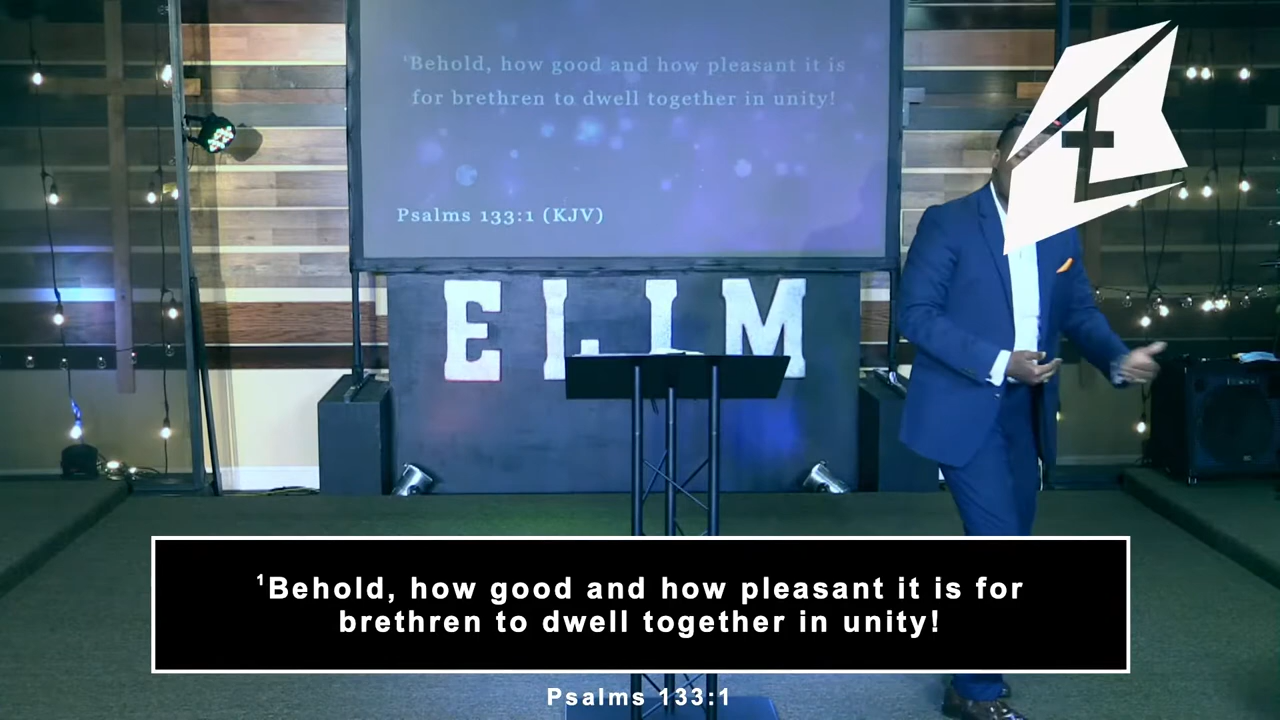 ¹Behold, how good and how pleasant it is
for brethren to dwell together in unity!
Psalms 133:1 (KJV)
ELIM
¹Behold, how good and how pleasant it is for
brethren to dwell together in unity!
Psalms 133:1